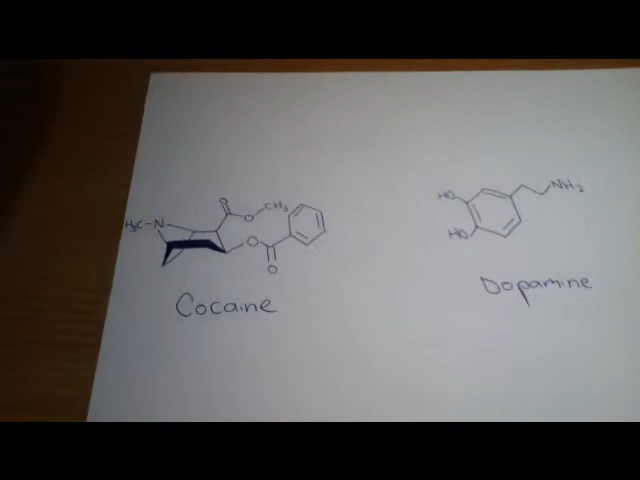 O
O
CH₃
H₃C-N
O
O
Cocaine
HO
NH₂
HO
Dopamine